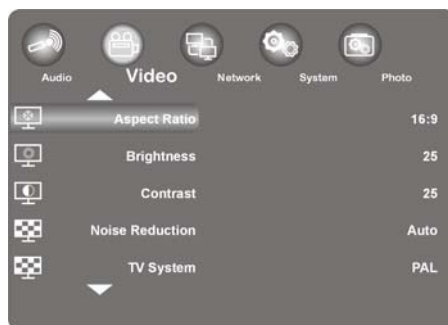 Audio Video Network System Photo
Aspect Ratio 16:9
Brightness 25
Contrast 25
Noise Reduction Auto
TV System PAL